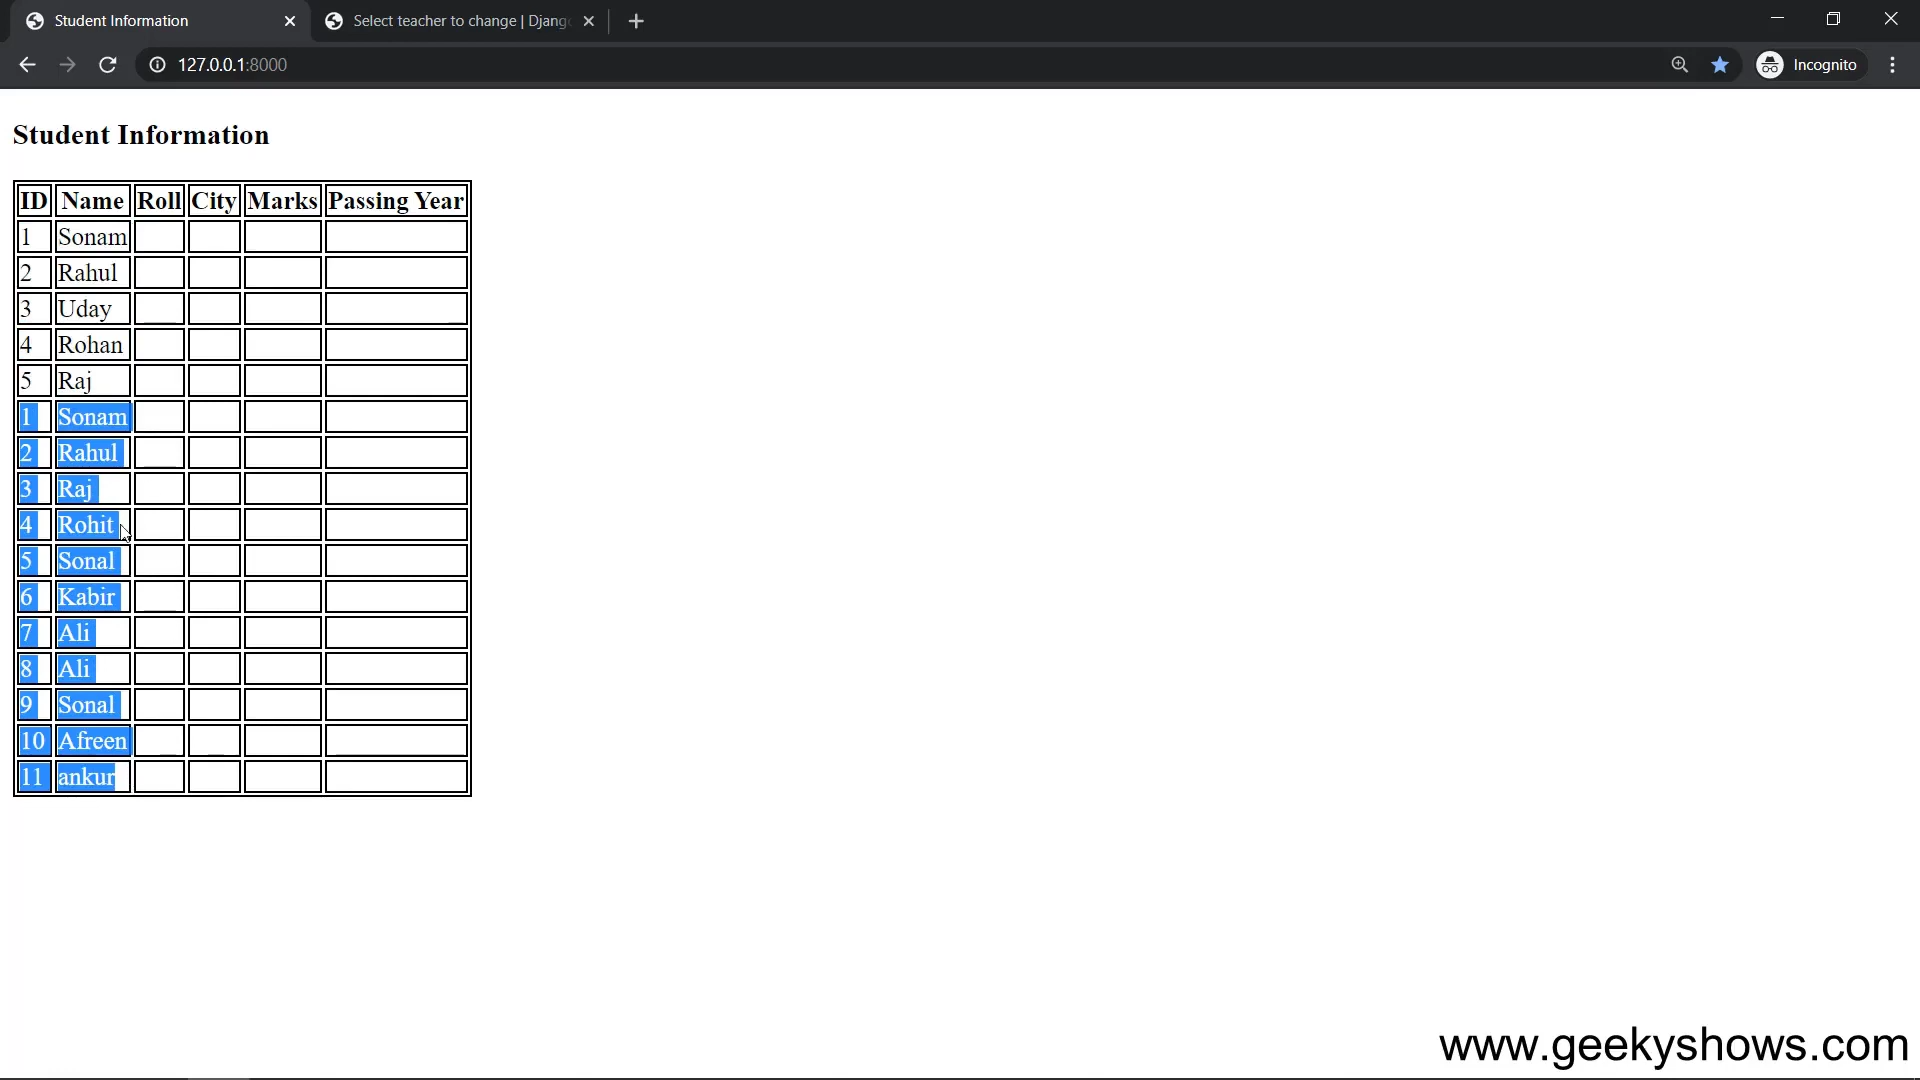 Student Information
Select teacher to change | Djang
127.0.0.1:8000
Incognito
Student Information
ID Name Roll City Marks Passing Year
1 Sonam
2 Rahul
3 Uday
4 Rohan
5 Raj
1 Sonam
2 Rahul
3 Raj
4 Rohit
5 Sonal
6 Kabir
7 Ali
8 Ali
9 Sonal
10 Afreen
11 ankur
www.geekyshows.com